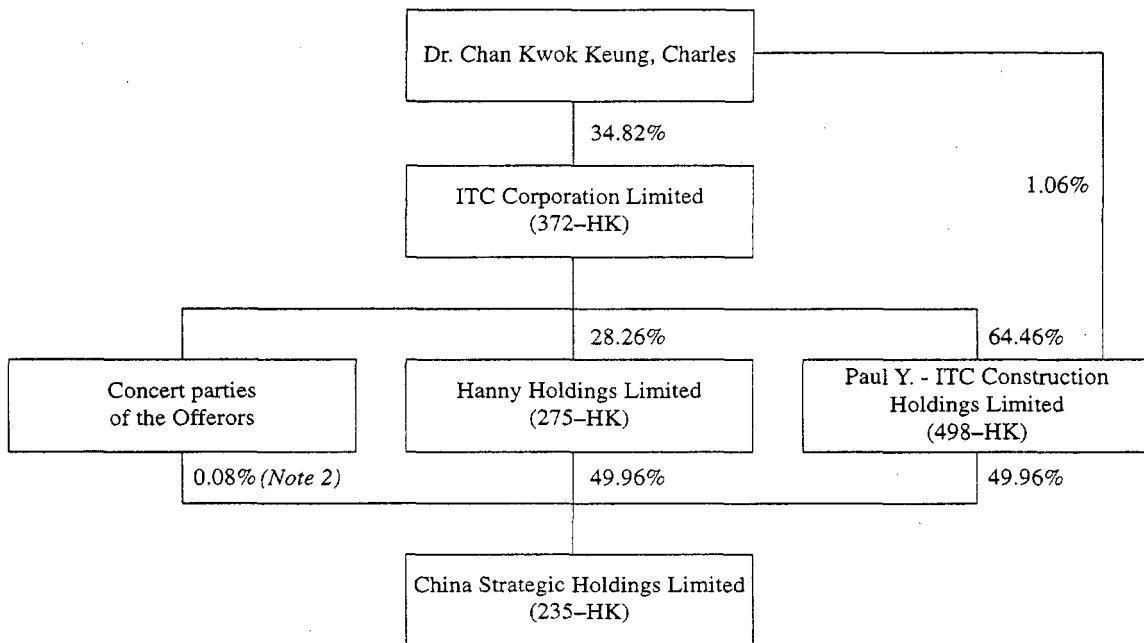 Dr. Chan Kwok Keung, Charles
34.82%
1.06%
ITC Corporation Limited
(372–HK)
28.26%
64.46%
Concert parties
of the Offerors
Hanny Holdings Limited
(275–HK)
Paul Y. - ITC Construction
Holdings Limited
(498–HK)
0.08% (Note 2)
49.96%
49.96%
China Strategic Holdings Limited
(235–HK)